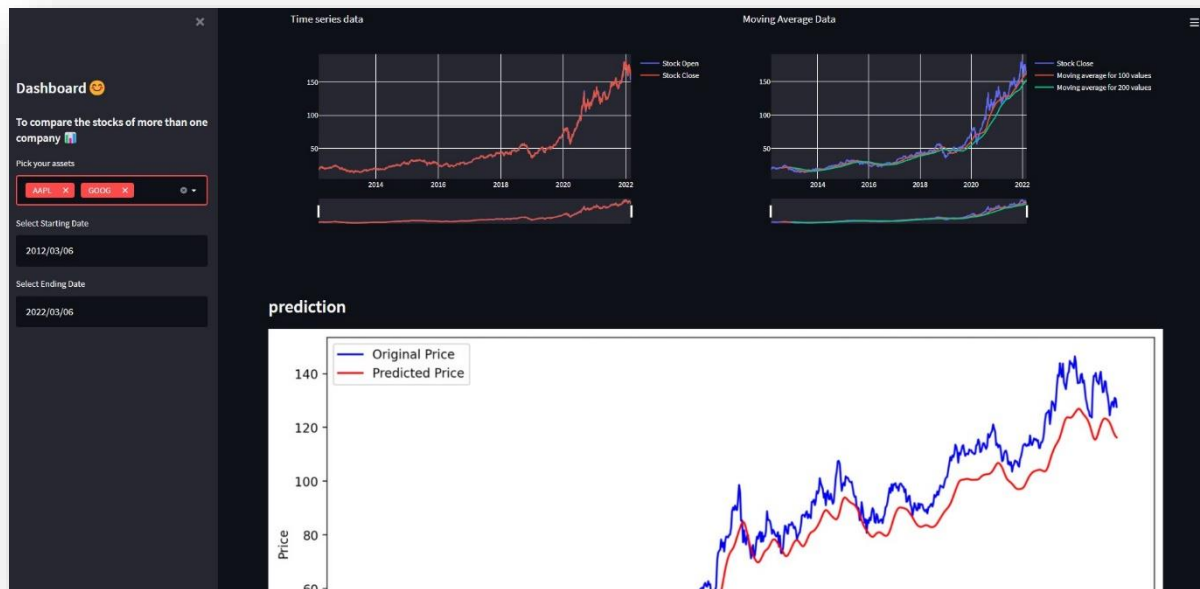 Dashboard 😊
To compare the stocks of more than one
company 📊
Pick your assets
AAPL ×
GOOG ×
Select Starting Date
2012/03/06
Select Ending Date
2022/03/06
Time series data
Stock Open
Stock Close
150
100
50
2014
2016
2018
2020
2022
Moving Average Data
Stock Close
Moving average for 100 values
Moving average for 200 values
150
100
50
2014
2016
2018
2020
2022
prediction
Original Price
Predicted Price
140
120
100
80
60
Price